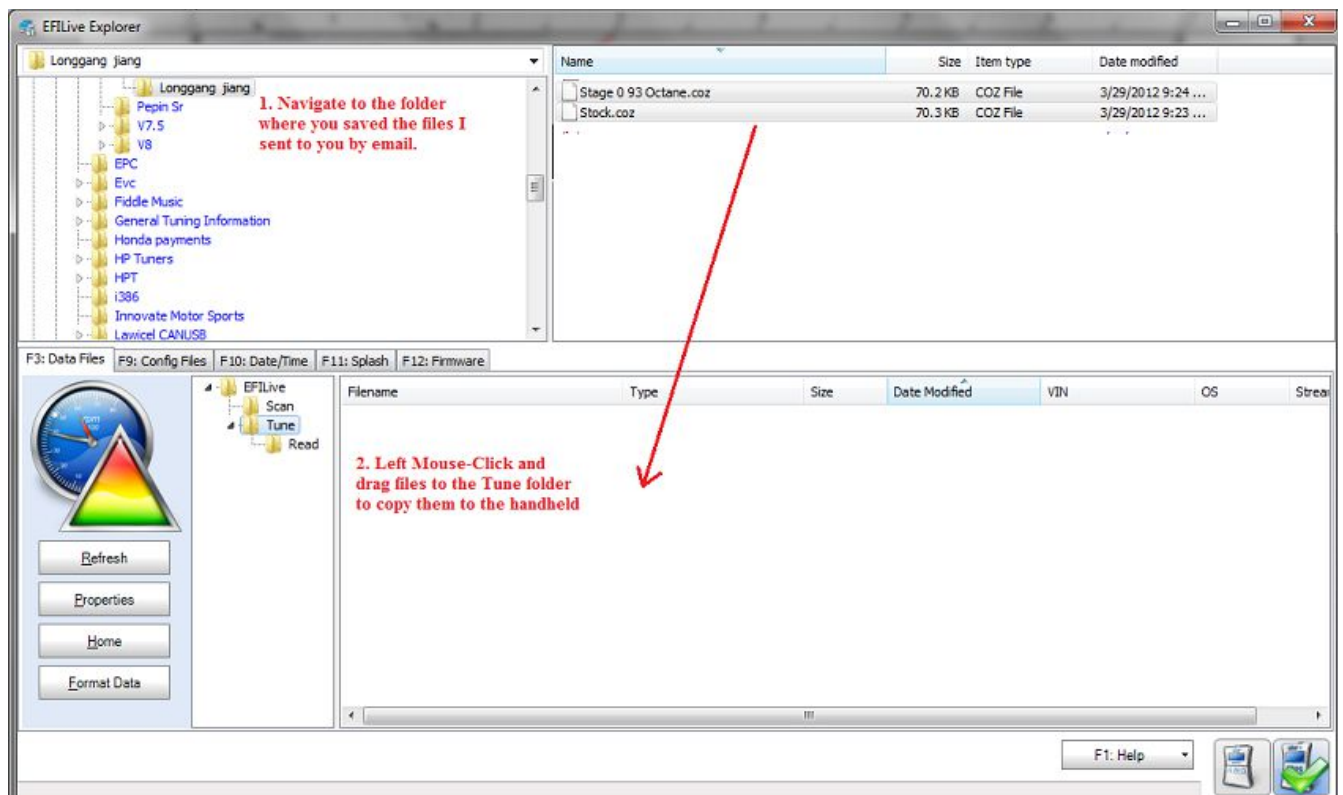 EFILive Explorer
Longgang jiang
Longgang jiang
Pepin Sr
V7.5
V8
EPC
Evc
Fiddle Music
General Tuning Information
Honda payments
HP Tuners
HPT
i386
Innovate Motor Sports
Lawicel CANUSB
1. Navigate to the folder
where you saved the files I
sent to you by email.
Name Size Item type Date modified
Stage 0 93 Octane.coz 70.2 KB COZ File 3/29/2012 9:24 ...
Stock.coz 70.3 KB COZ File 3/29/2012 9:23 ...
F3: Data Files F9: Config Files F10: Date/Time F11: Splash F12: Firmware
Refresh
Properties
Home
Format Data
EFILive
Scan
Tune
Read
Filename Type Size Date Modified VIN OS Strea
2. Left Mouse-Click and
drag files to the Tune folder
to copy them to the handheld
F1: Help